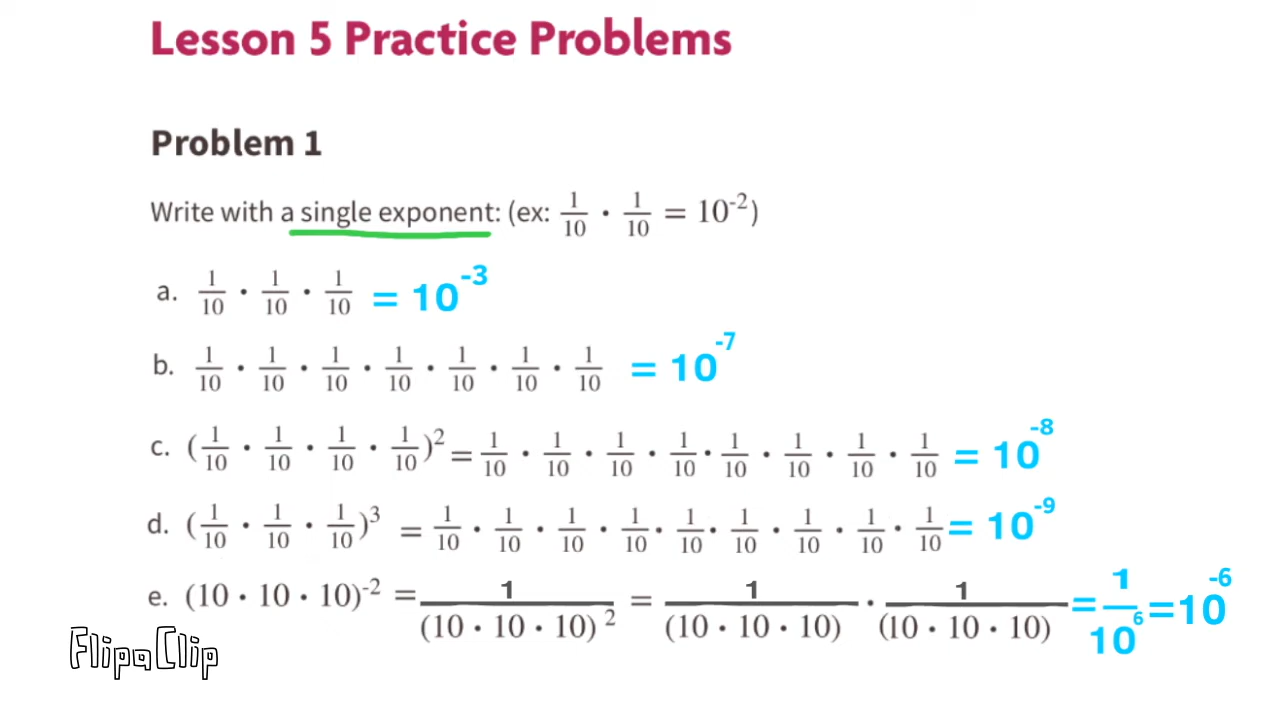 Lesson 5 Practice Problems
Problem 1
Write with a single exponent: (ex: 1/10 · 1/10 = 10^-2)
a. 1/10 · 1/10 · 1/10 = 10^-3
b. 1/10 · 1/10 · 1/10 · 1/10 · 1/10 · 1/10 · 1/10 = 10^-7
c. (1/10 · 1/10 · 1/10 · 1/10)^2 = 1/10 · 1/10 · 1/10 · 1/10 · 1/10 · 1/10 · 1/10 · 1/10 = 10^-8
d. (1/10 · 1/10 · 1/10)^3 = 1/10 · 1/10 · 1/10 · 1/10 · 1/10 · 1/10 · 1/10 · 1/10 · 1/10 = 10^-9
e. (10 · 10 · 10)^-2 = 1/(10 · 10 · 10)^2 = 1/(10 · 10 · 10) · 1/(10 · 10 · 10) = 1/10^6 = 10^-6
FlipaClip